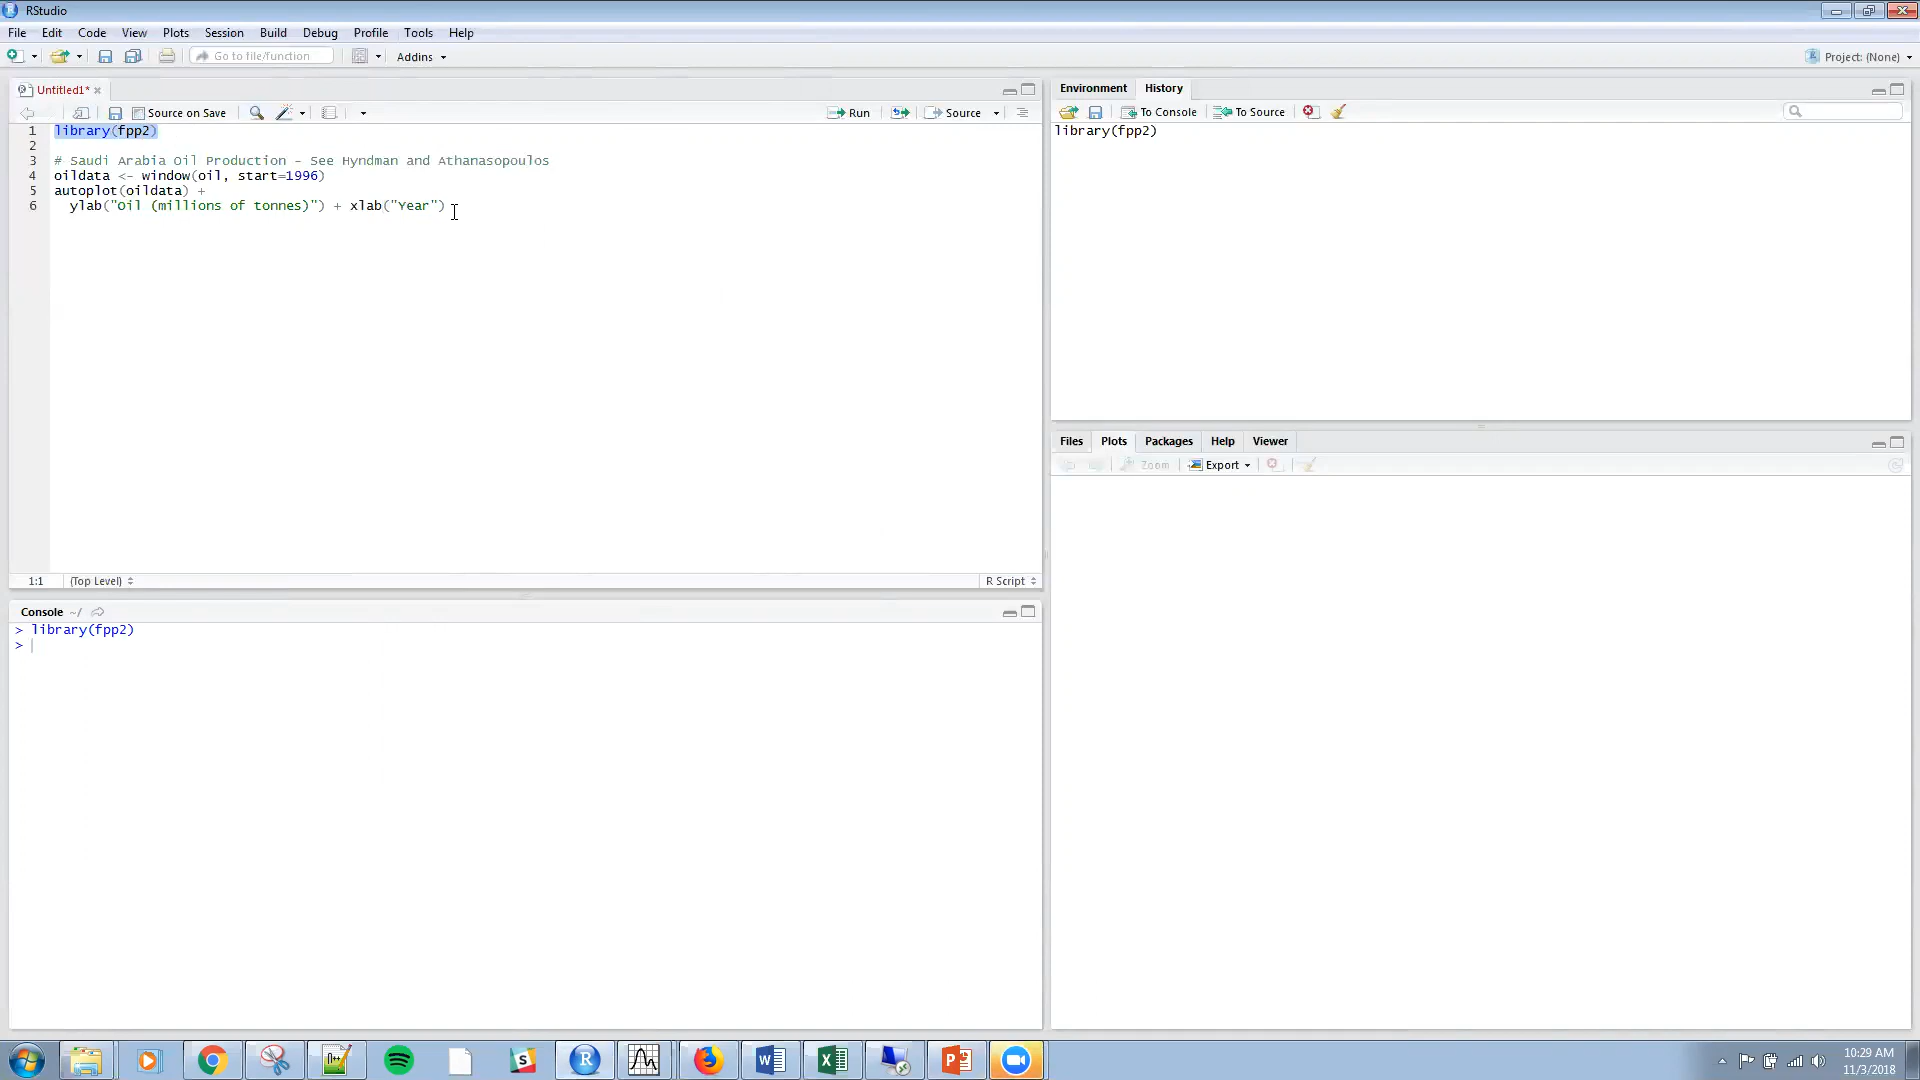 RStudio
File Edit Code View Plots Session Build Debug Profile Tools Help
Go to file/function Addins Project: (None)
Untitled1*
Source on Save Run Source
1 library(fpp2)
2
3 # Saudi Arabia Oil Production - See Hyndman and Athanasopoulos
4 oildata <- window(oil, start=1996)
5 autoplot(oildata) +
6 ylab("Oil (millions of tonnes)") + xlab("Year")
1:1 (Top Level) R Script
Console ~/
> library(fpp2)
>
Environment History
To Console To Source
library(fpp2)
Files Plots Packages Help Viewer
Zoom Export
10:29 AM
11/3/2018